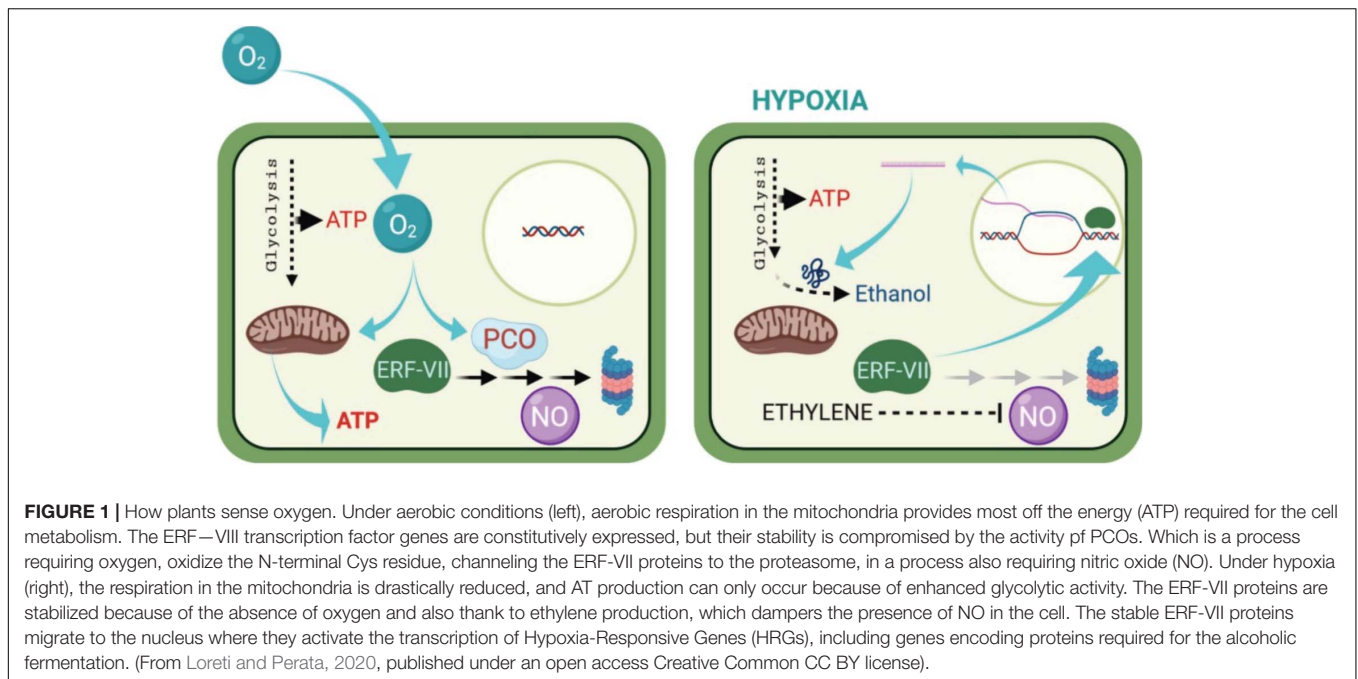 O₂
HYPOXIA
Glycolysis
ATP
O₂
PCO
ERF-VII
NO
ATP
Glycolysis
ATP
Ethanol
ERF-VII
ETHYLENE
NO
FIGURE 1 | How plants sense oxygen. Under aerobic conditions (left), aerobic respiration in the mitochondria provides most off the energy (ATP) required for the cell
metabolism. The ERF—VIII transcription factor genes are constitutively expressed, but their stability is compromised by the activity pf PCOs. Which is a process
requiring oxygen, oxidize the N-terminal Cys residue, channeling the ERF-VII proteins to the proteasome, in a process also requiring nitric oxide (NO). Under hypoxia
(right), the respiration in the mitochondria is drastically reduced, and AT production can only occur because of enhanced glycolytic activity. The ERF-VII proteins are
stabilized because of the absence of oxygen and also thank to ethylene production, which dampers the presence of NO in the cell. The stable ERF-VII proteins
migrate to the nucleus where they activate the transcription of Hypoxia-Responsive Genes (HRGs), including genes encoding proteins required for the alcoholic
fermentation. (From Loreti and Perata, 2020, published under an open access Creative Common CC BY license).